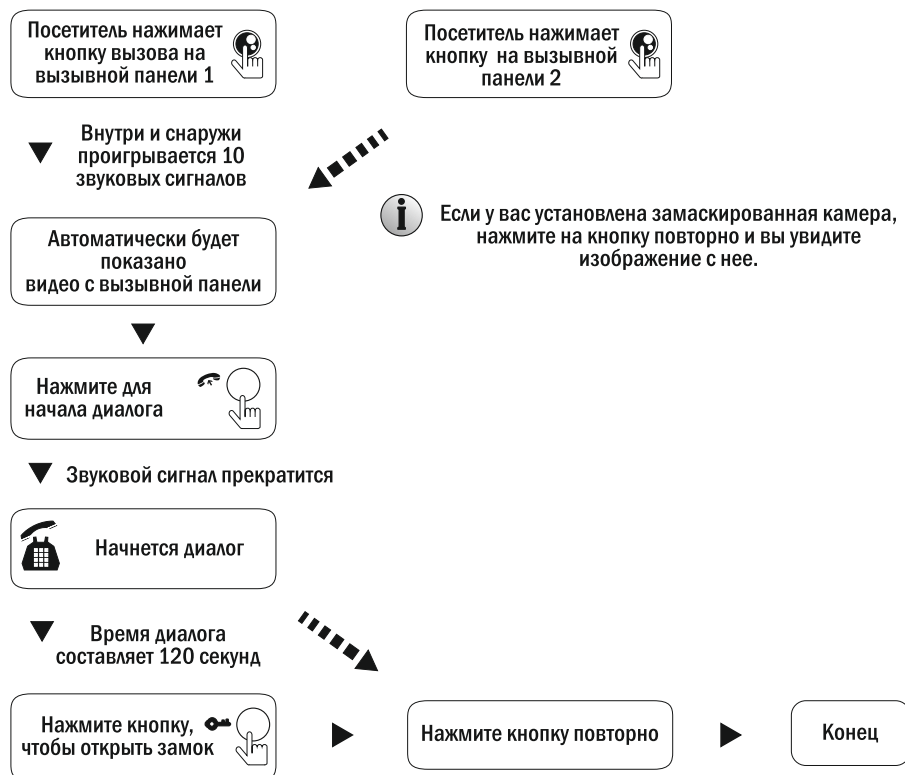 Посетитель нажимает
кнопку вызова на
вызывной панели 1
Посетитель нажимает
кнопку на вызывной
панели 2
Внутри и снаружи
проигрывается 10
звуковых сигналов
Если у вас установлена замаскированная камера,
нажмите на кнопку повторно и вы увидите
изображение с нее.
Автоматически будет
показано
видео с вызывной панели
Нажмите для
начала диалога
Звуковой сигнал прекратится
Начнется диалог
Время диалога
составляет 120 секунд
Нажмите кнопку,
чтобы открыть замок
Нажмите кнопку повторно
Конец